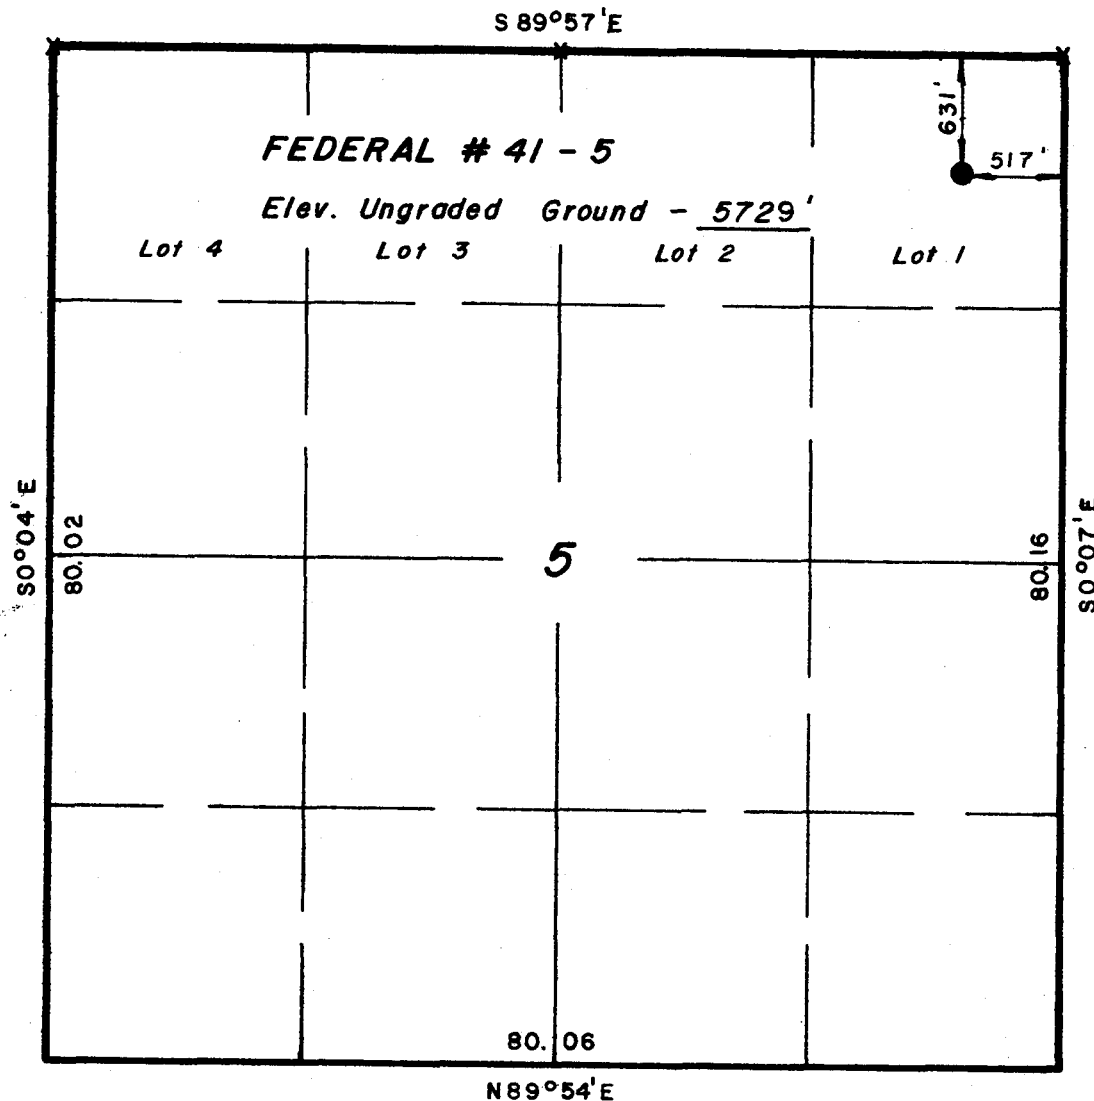 S 89°57'E
631'
517'
FEDERAL # 41 - 5
Elev. Ungraded Ground - 5729'
Lot 4 Lot 3 Lot 2 Lot 1
S0°04'E
80.02
5
80.16
S0°07'E
80.06
N89°54'E